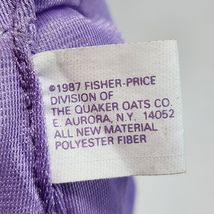 ©1987 FISHER-PRICE
DIVISION OF
THE QUAKER OATS CO.
E. AURORA, N.Y. 14052
ALL NEW MATERIAL
POLYESTER FIBER